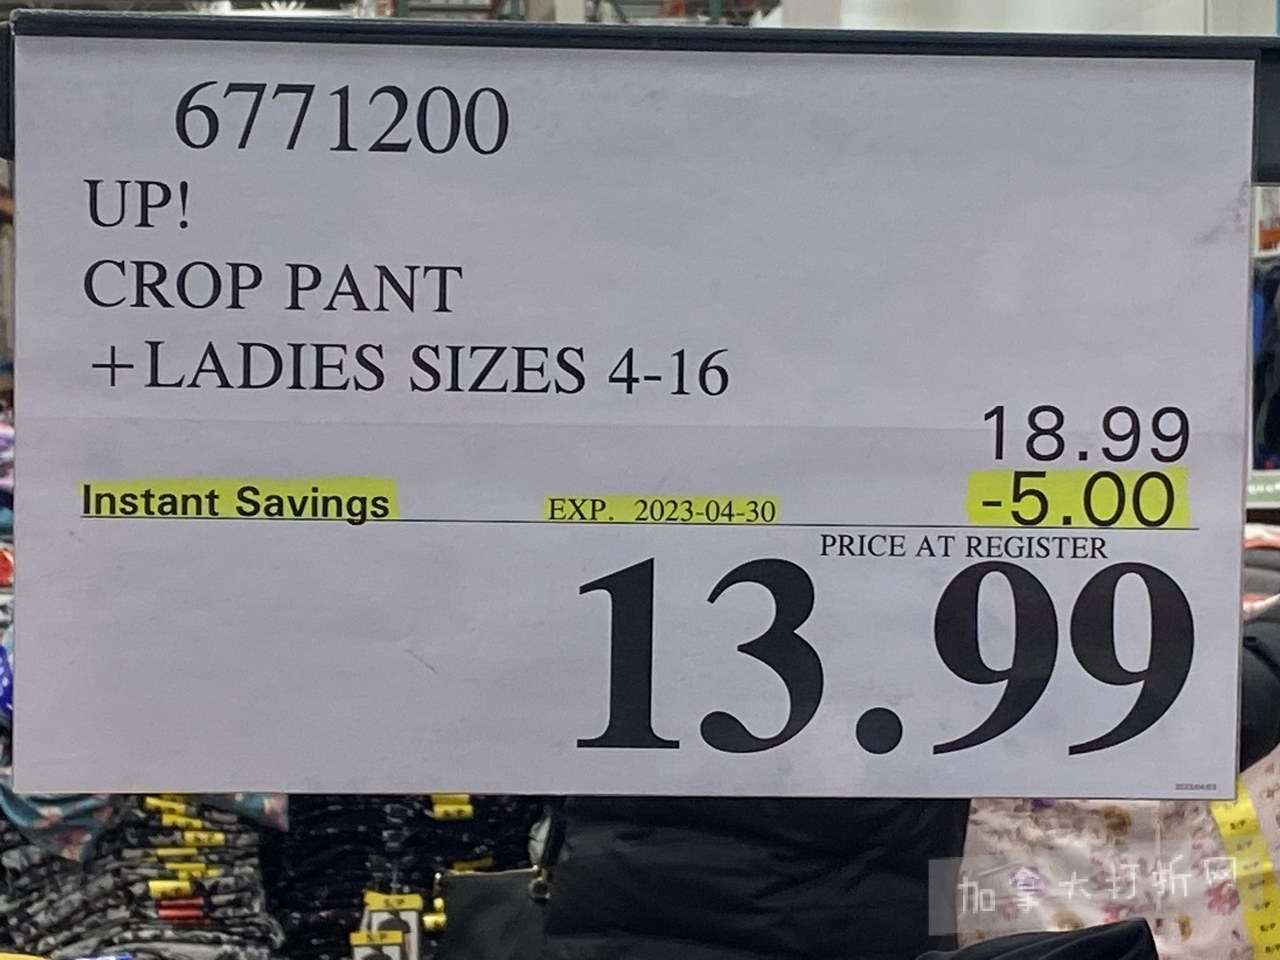 6771200
UP!
CROP PANT
+LADIES SIZES 4-16
18.99
Instant Savings EXP. 2023-04-30 -5.00
PRICE AT REGISTER
13.99
加拿大打折网
S/P
S/P
S/P